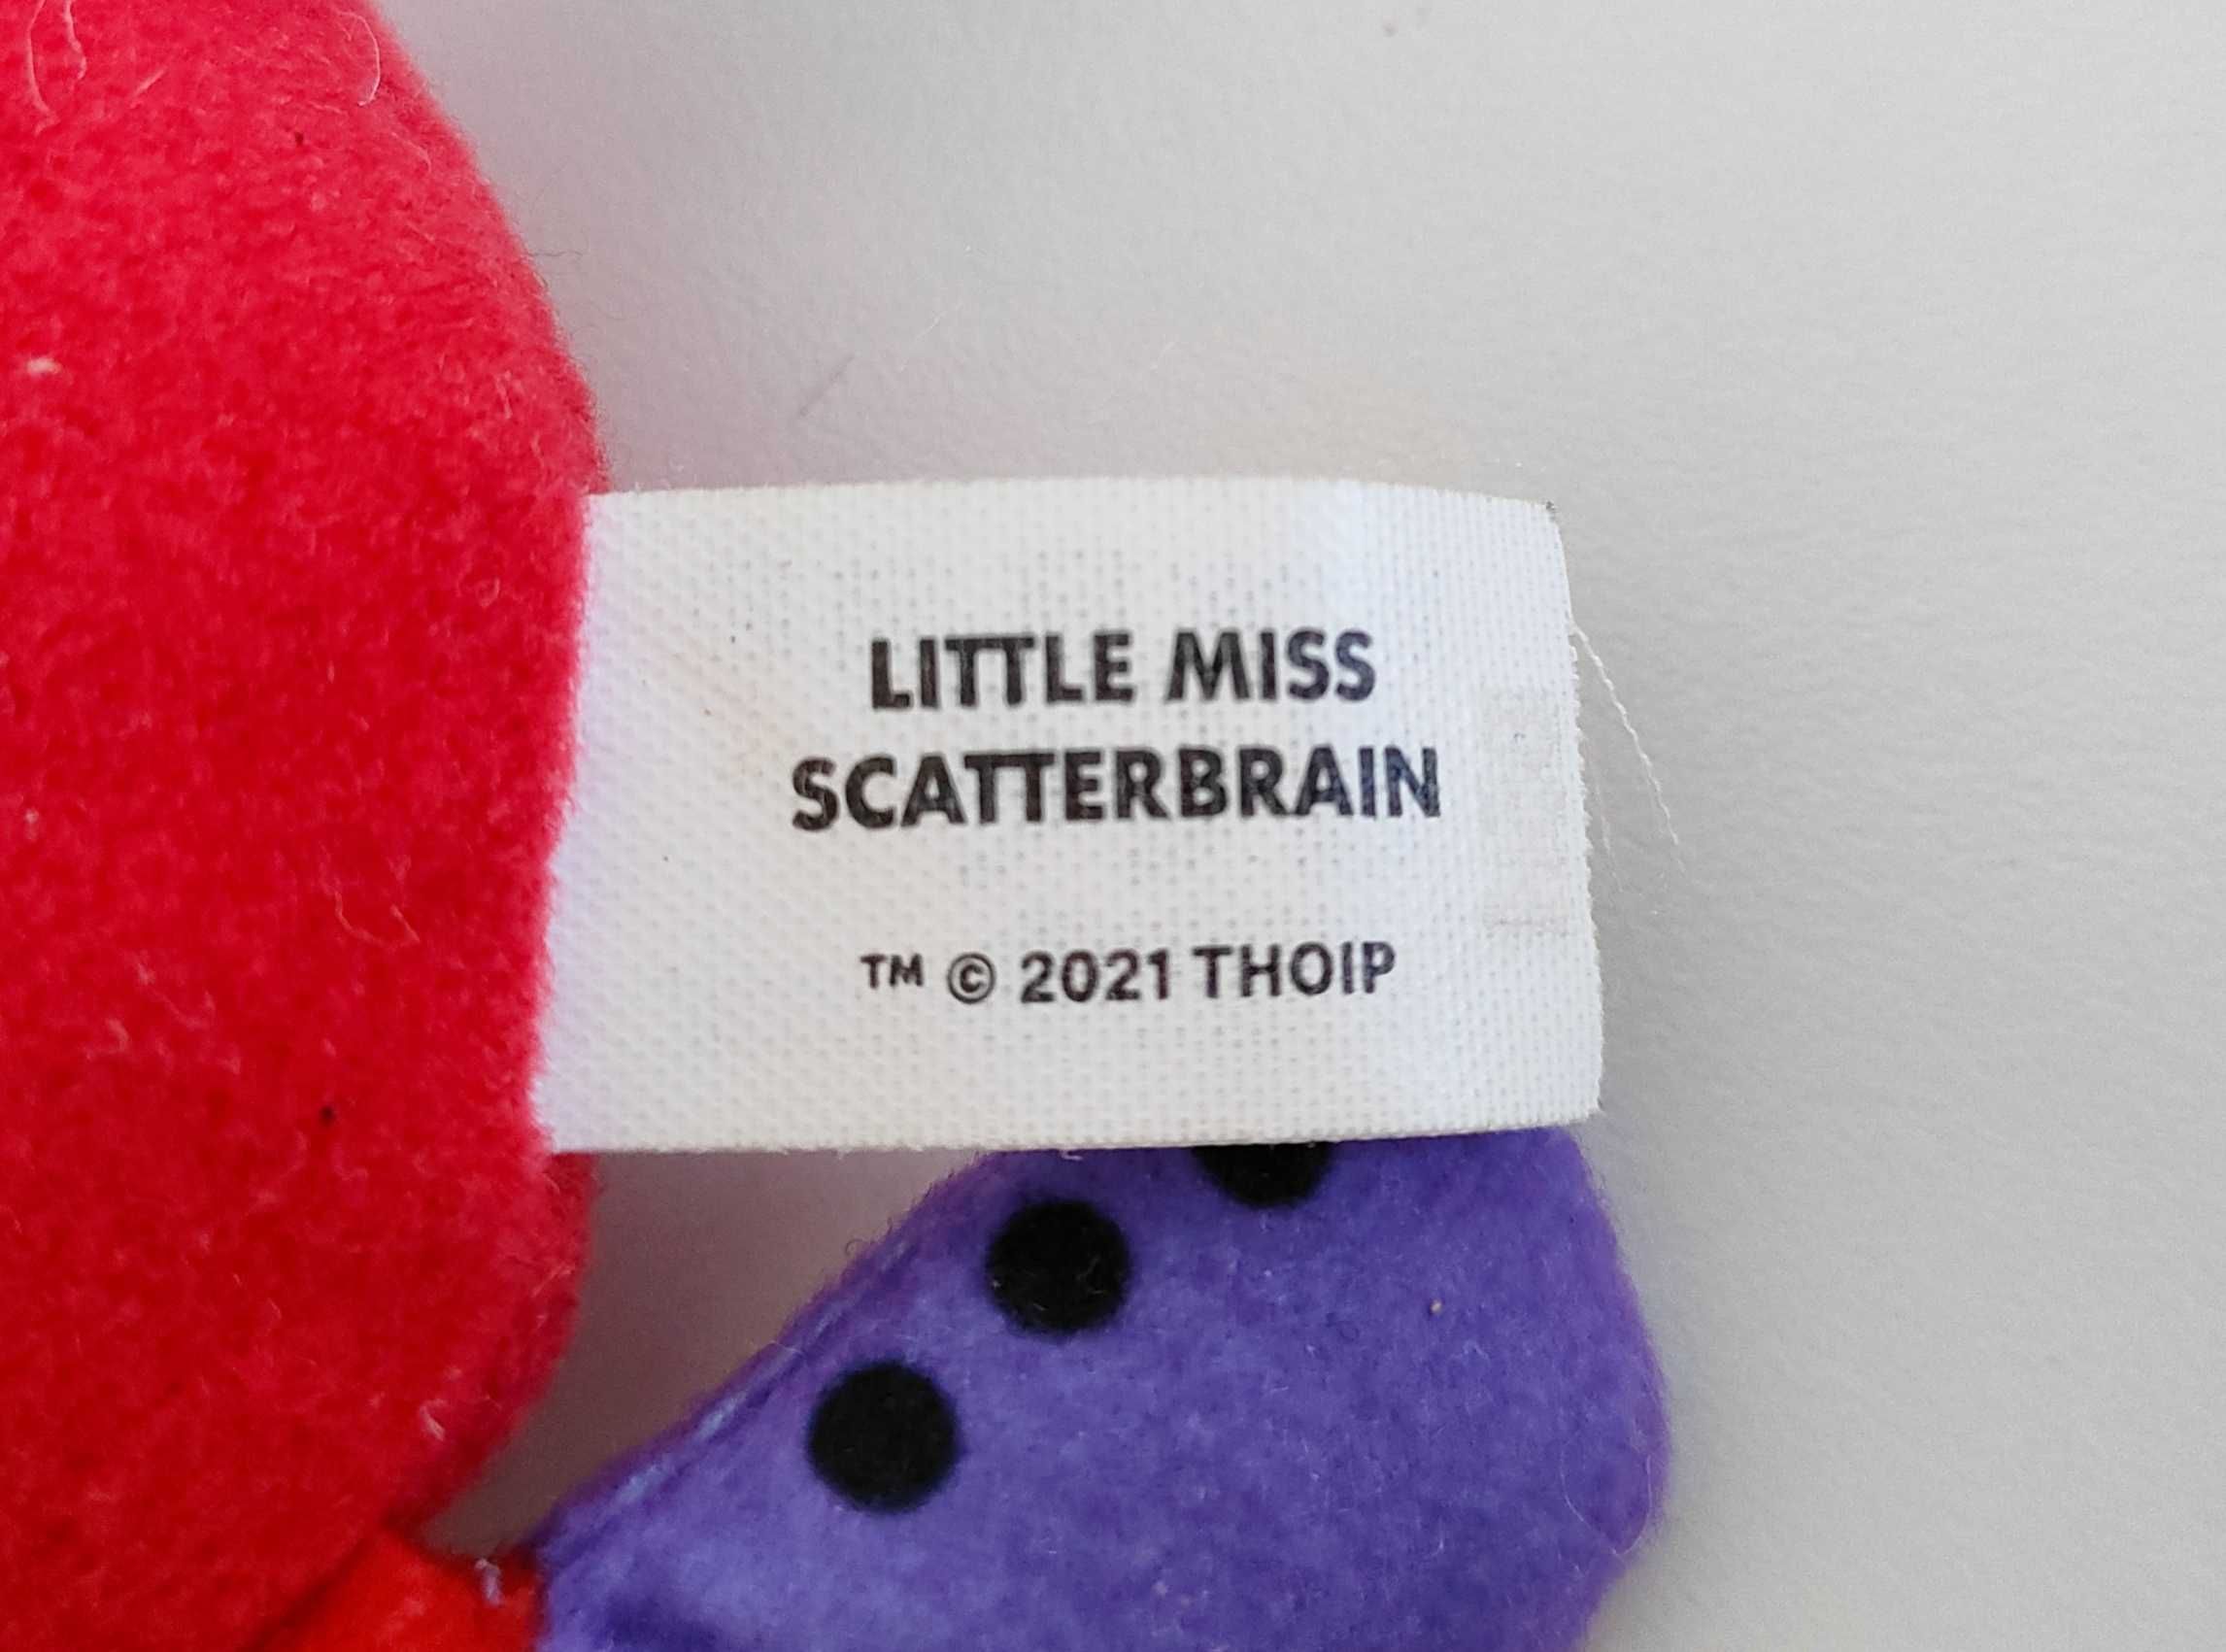 LITTLE MISS
SCATTERBRAIN
™ © 2021 THOIP